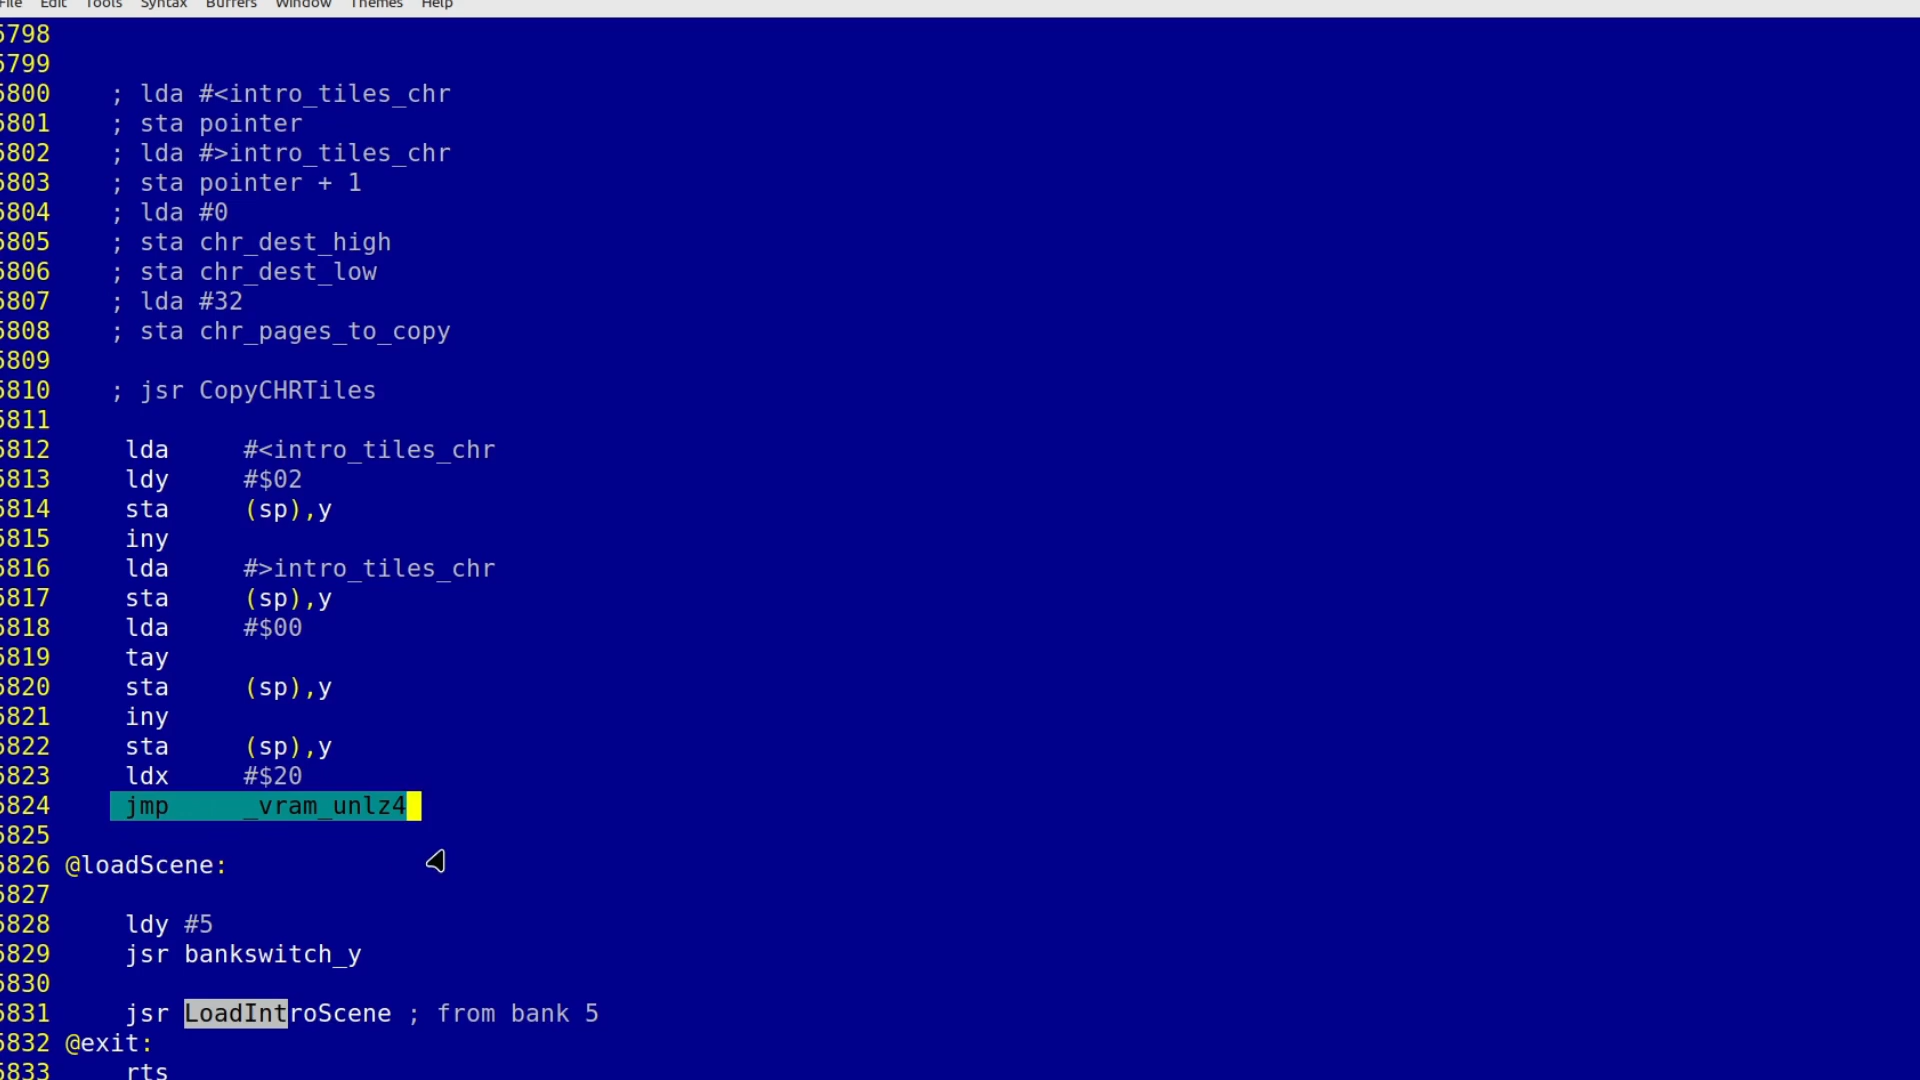 File Edit Tools Syntax Buffers Window Themes Help
5798
5799
5800 ; lda #<intro_tiles_chr
5801 ; sta pointer
5802 ; lda #>intro_tiles_chr
5803 ; sta pointer + 1
5804 ; lda #0
5805 ; sta chr_dest_high
5806 ; sta chr_dest_low
5807 ; lda #32
5808 ; sta chr_pages_to_copy
5809
5810 ; jsr CopyCHRTiles
5811
5812 lda #<intro_tiles_chr
5813 ldy #$02
5814 sta (sp),y
5815 iny
5816 lda #>intro_tiles_chr
5817 sta (sp),y
5818 lda #$00
5819 tay
5820 sta (sp),y
5821 iny
5822 sta (sp),y
5823 ldx #$20
5824 jmp _vram_unlz4
5825
5826 @loadScene:
5827
5828 ldy #5
5829 jsr bankswitch_y
5830
5831 jsr LoadIntroScene ; from bank 5
5832 @exit:
5833 rts